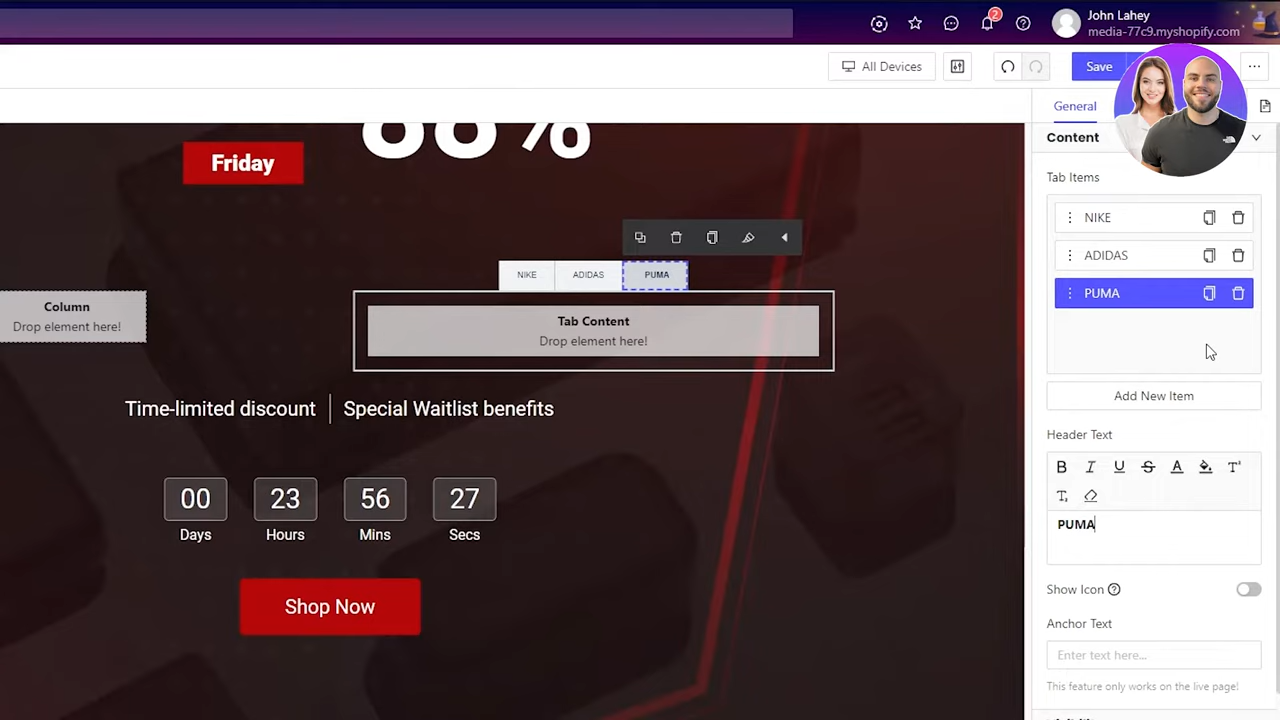 2
John Lahey
media-77c9.myshopify.com
All Devices
Save
General
Content
Tab Items
NIKE
ADIDAS
PUMA
Add New Item
Header Text
B I U S A T
T
PUMA
Show Icon ?
Anchor Text
Enter text here...
This feature only works on the live page!
Friday
NIKE ADIDAS PUMA
Column
Drop element here!
Tab Content
Drop element here!
Time-limited discount Special Waitlist benefits
00 23 56 27
Days Hours Mins Secs
Shop Now